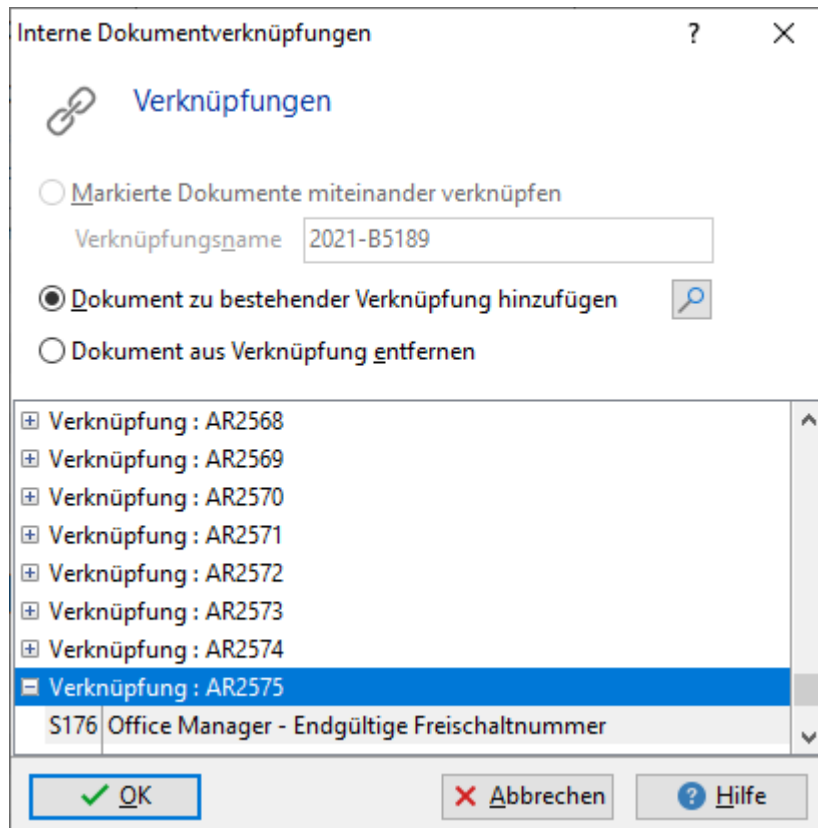 Interne Dokumentverknüpfungen ?
Verknüpfungen
Markierte Dokumente miteinander verknüpfen
Verknüpfungsname 2021-B5189
Dokument zu bestehender Verknüpfung hinzufügen
Dokument aus Verknüpfung entfernen
Verknüpfung : AR2568
Verknüpfung : AR2569
Verknüpfung : AR2570
Verknüpfung : AR2571
Verknüpfung : AR2572
Verknüpfung : AR2573
Verknüpfung : AR2574
Verknüpfung : AR2575
S176 Office Manager - Endgültige Freischaltnummer
OK Abbrechen ? Hilfe